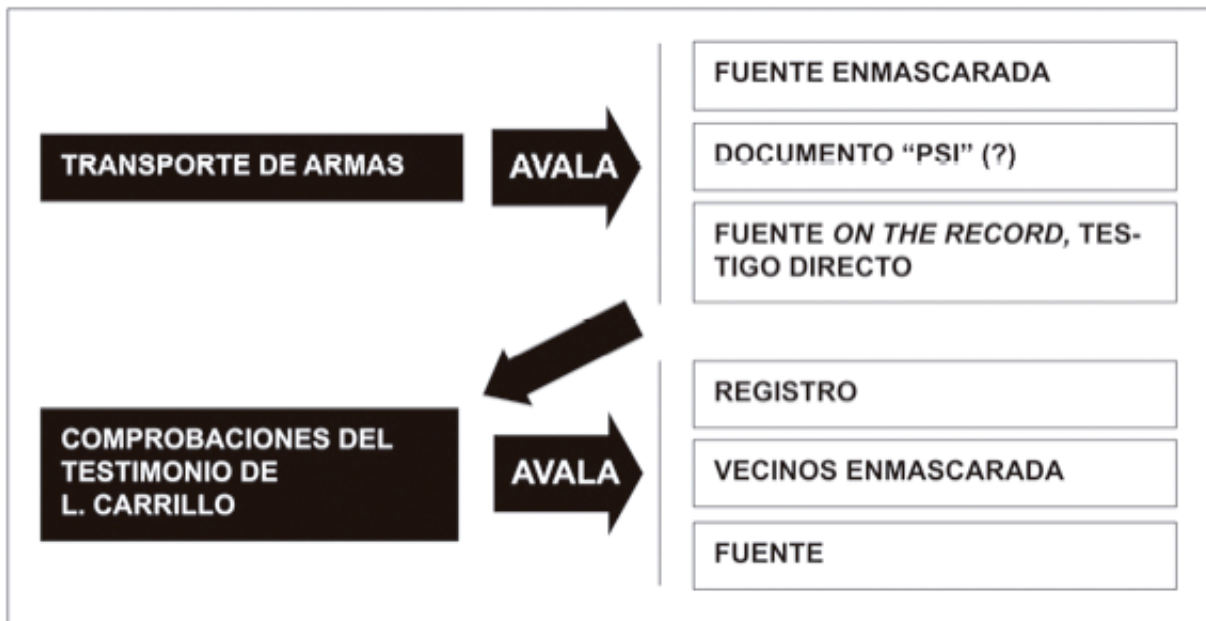 TRANSPORTE DE ARMAS
AVALA
FUENTE ENMASCARADA
DOCUMENTO “PSI” (?)
FUENTE ON THE RECORD, TES-
TIGO DIRECTO
COMPROBACIONES DEL
TESTIMONIO DE
L. CARRILLO
AVALA
REGISTRO
VECINOS ENMASCARADA
FUENTE